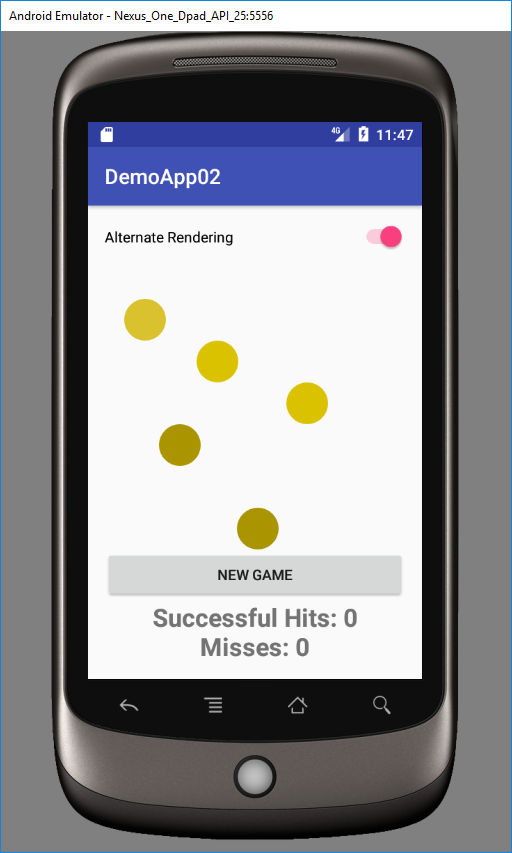 Android Emulator - Nexus_One_Dpad_API_25:5556
4G 11:47
DemoApp02
Alternate Rendering
NEW GAME
Successful Hits: 0
Misses: 0